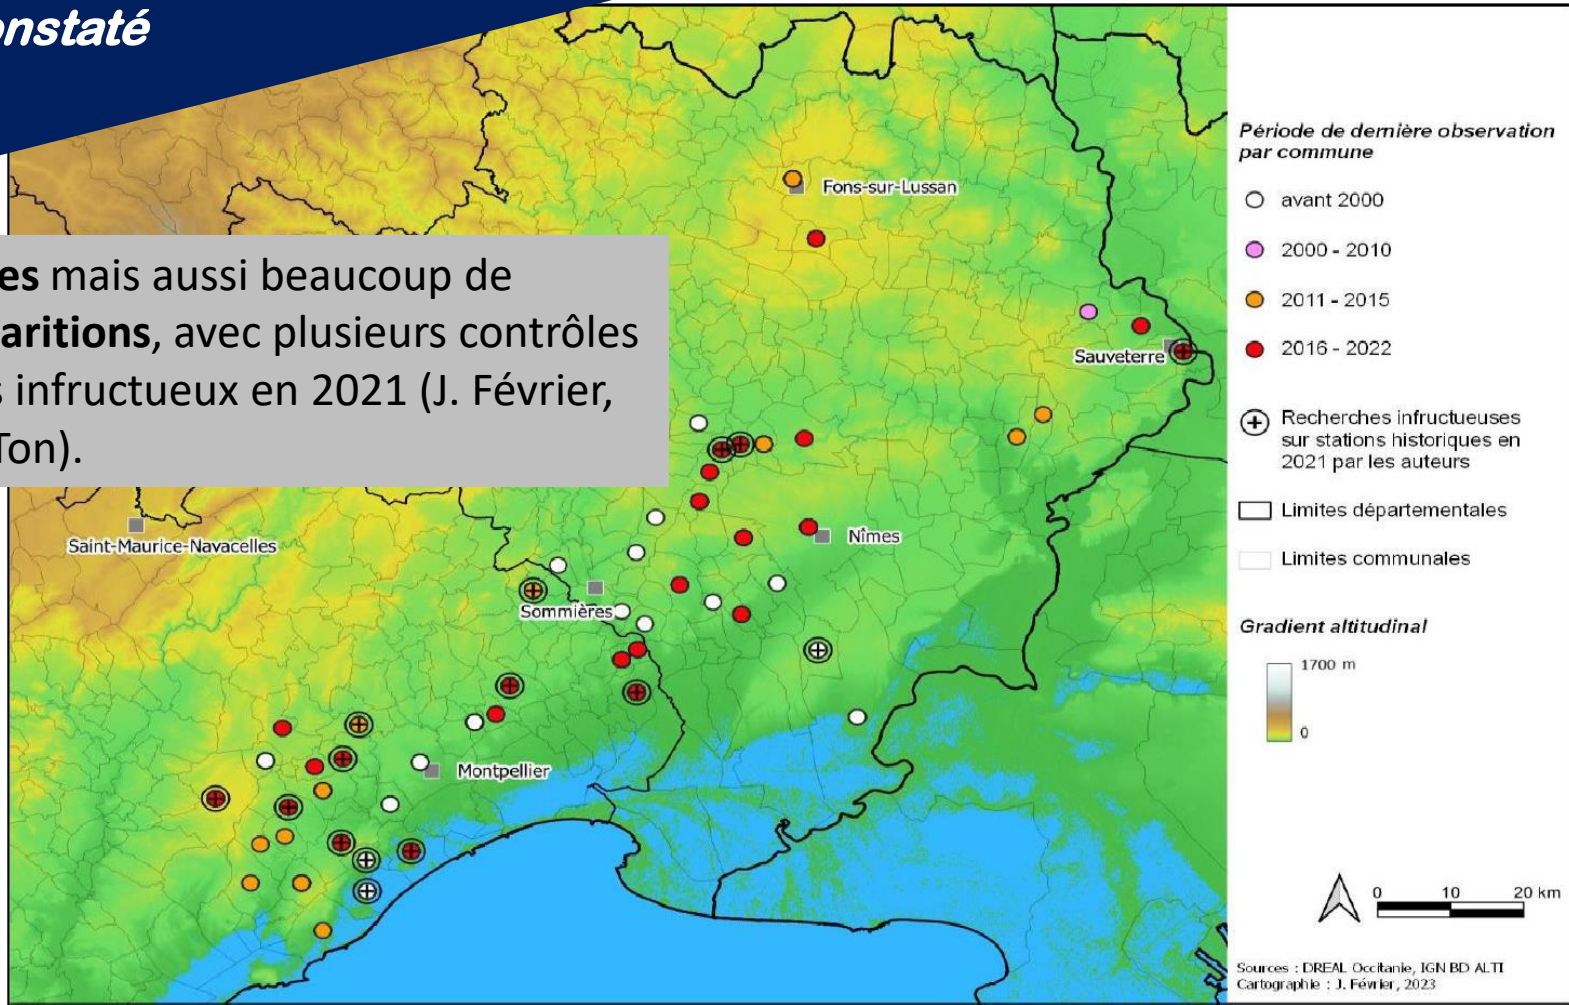 onstaté
es mais aussi beaucoup de
aritions, avec plusieurs contrôles
s infructueux en 2021 (J. Février,
Ton).
Fons-sur-Lussan
Sauveterre
Saint-Maurice-Navacelles
Nîmes
Sommières
Montpellier
Période de dernière observation
par commune
avant 2000
2000 - 2010
2011 - 2015
2016 - 2022
Recherches infructueuses
sur stations historiques en
2021 par les auteurs
Limites départementales
Limites communales
Gradient altitudinal
1700 m
0
0 10 20 km
Sources : DREAL Occitanie, IGN BD ALTI
Cartographie : J. Février, 2023